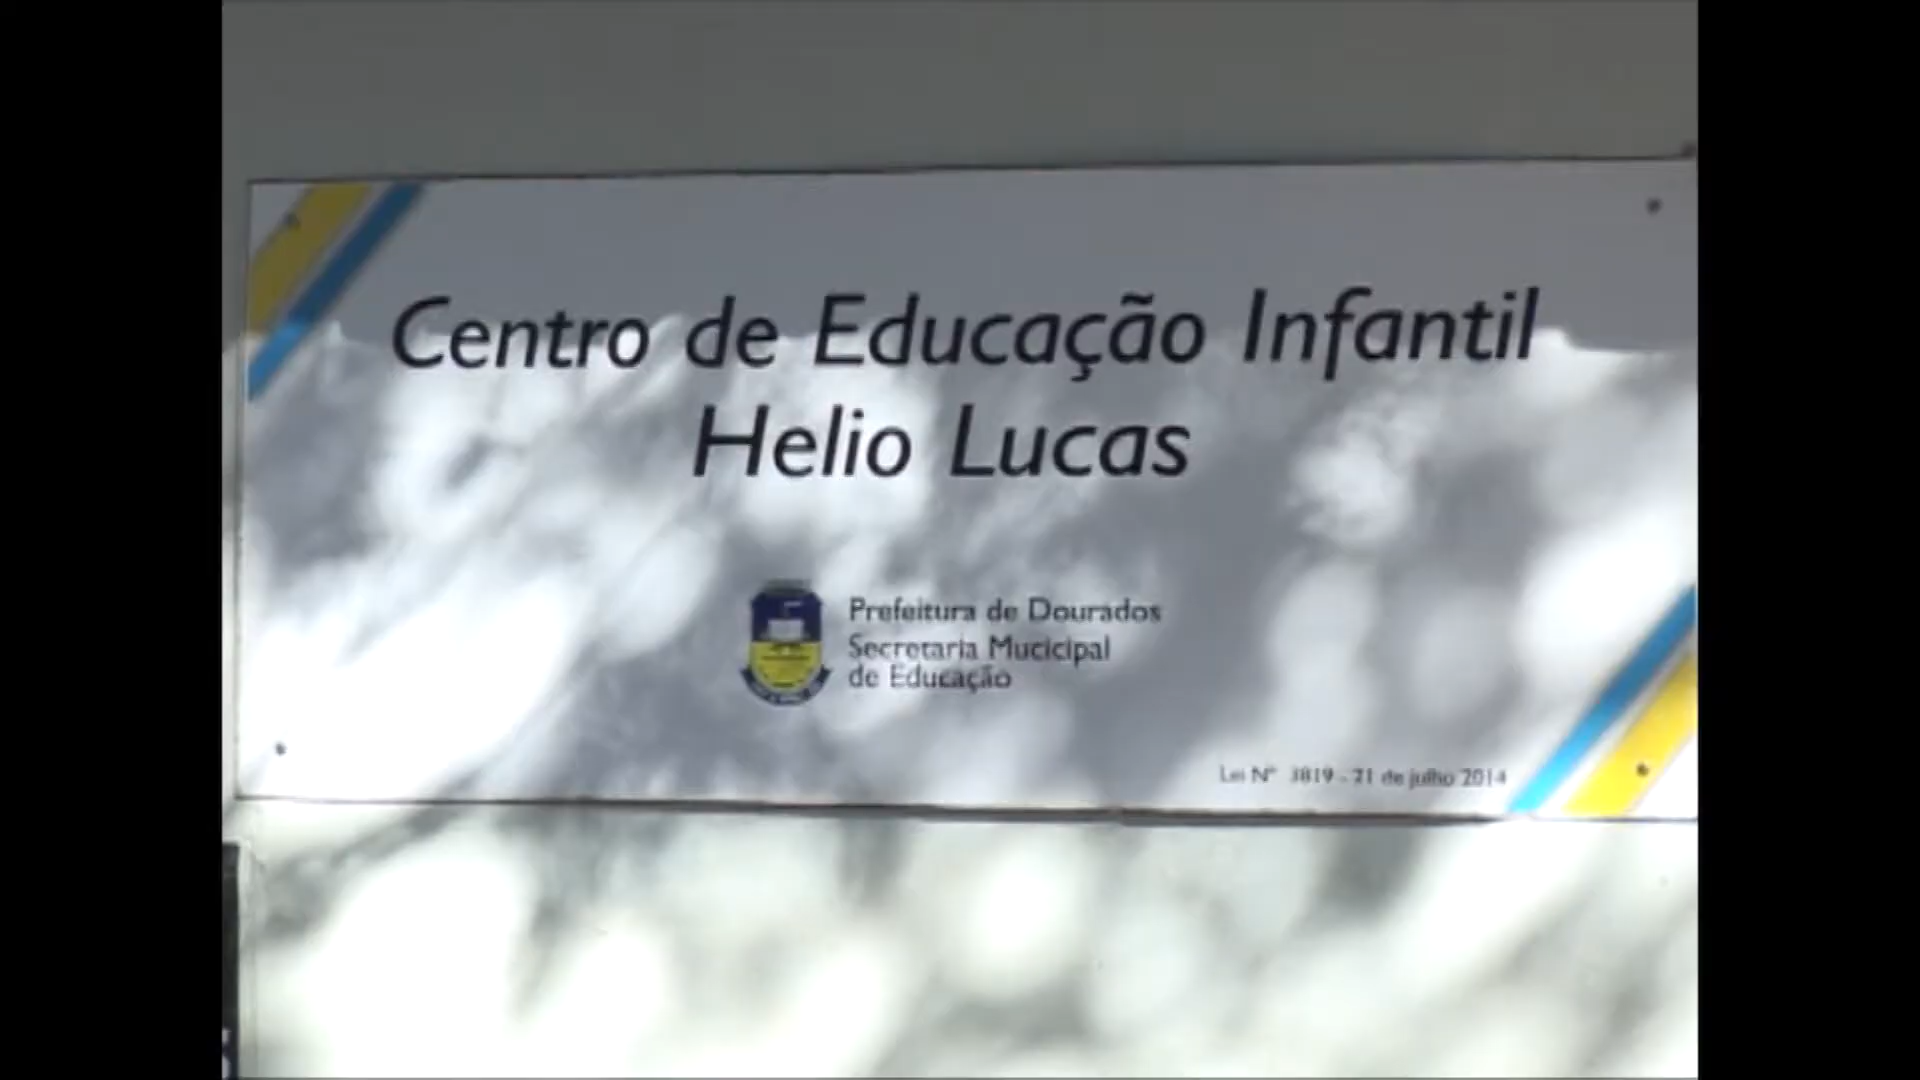 Centro de Educação Infantil
Helio Lucas
Prefeitura de Dourados
Secretaria Mucicipal
de Educação
Lei Nº 3819 - 21 de julho 2014